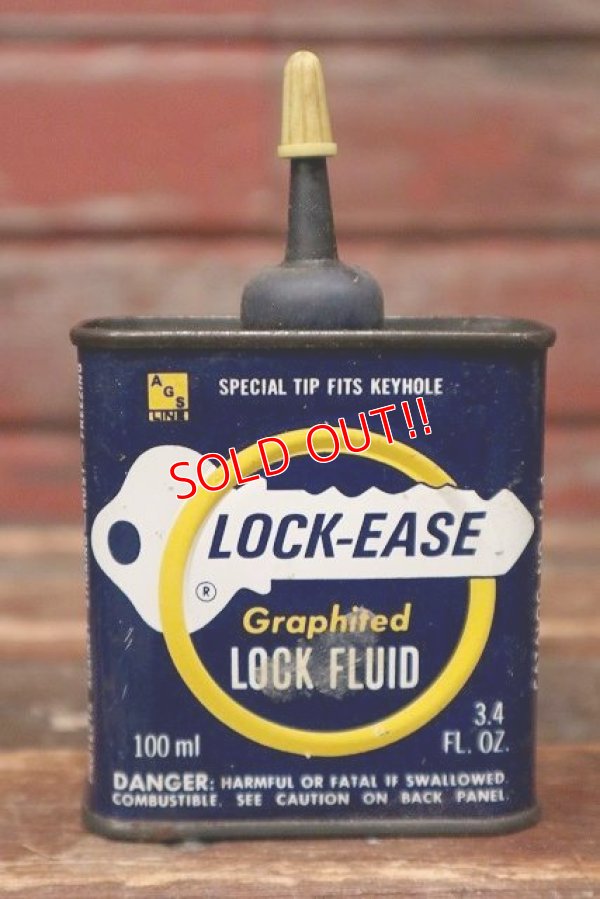 AGS
LINE
SPECIAL TIP FITS KEYHOLE
SOLD OUT!!
LOCK-EASE
®
Graphited
LOCK FLUID
100 ml
3.4
FL. OZ.
DANGER: HARMFUL OR FATAL IF SWALLOWED.
COMBUSTIBLE. SEE CAUTION ON BACK PANEL.
FREEZING